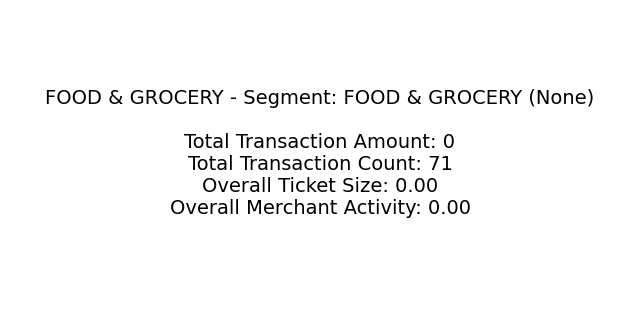 FOOD & GROCERY - Segment: FOOD & GROCERY (None)
Total Transaction Amount: 0
Total Transaction Count: 71
Overall Ticket Size: 0.00
Overall Merchant Activity: 0.00